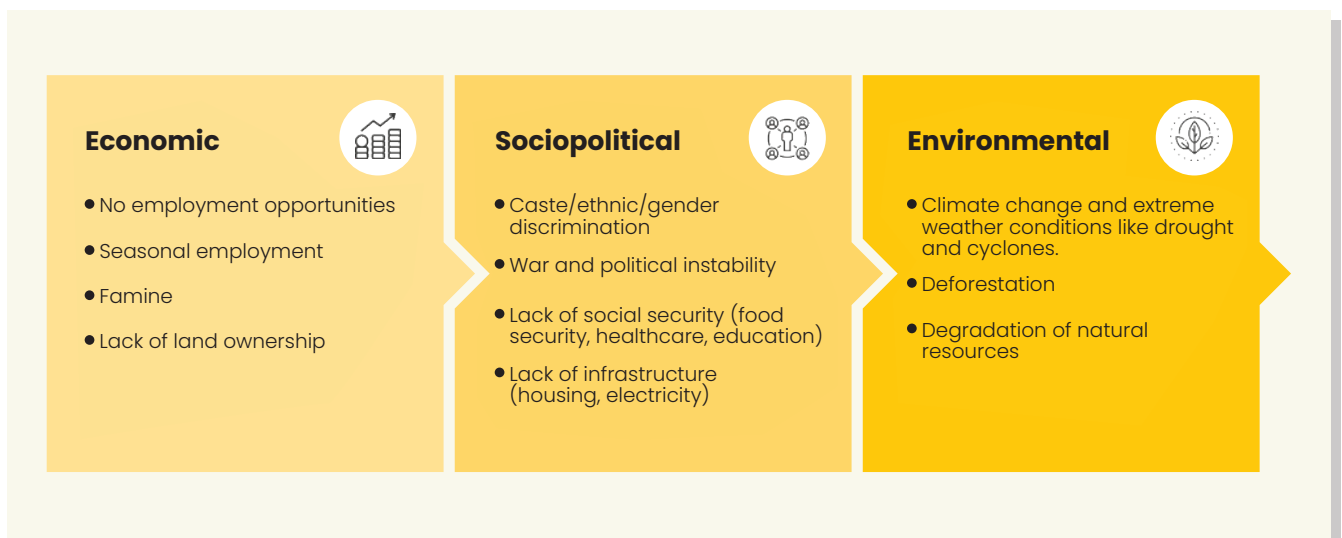 Economic
• No employment opportunities
• Seasonal employment
• Famine
• Lack of land ownership
Sociopolitical
• Caste/ethnic/gender
discrimination
• War and political instability
• Lack of social security (food
security, healthcare, education)
• Lack of infrastructure
(housing, electricity)
Environmental
• Climate change and extreme
weather conditions like drought
and cyclones.
• Deforestation
• Degradation of natural
resources